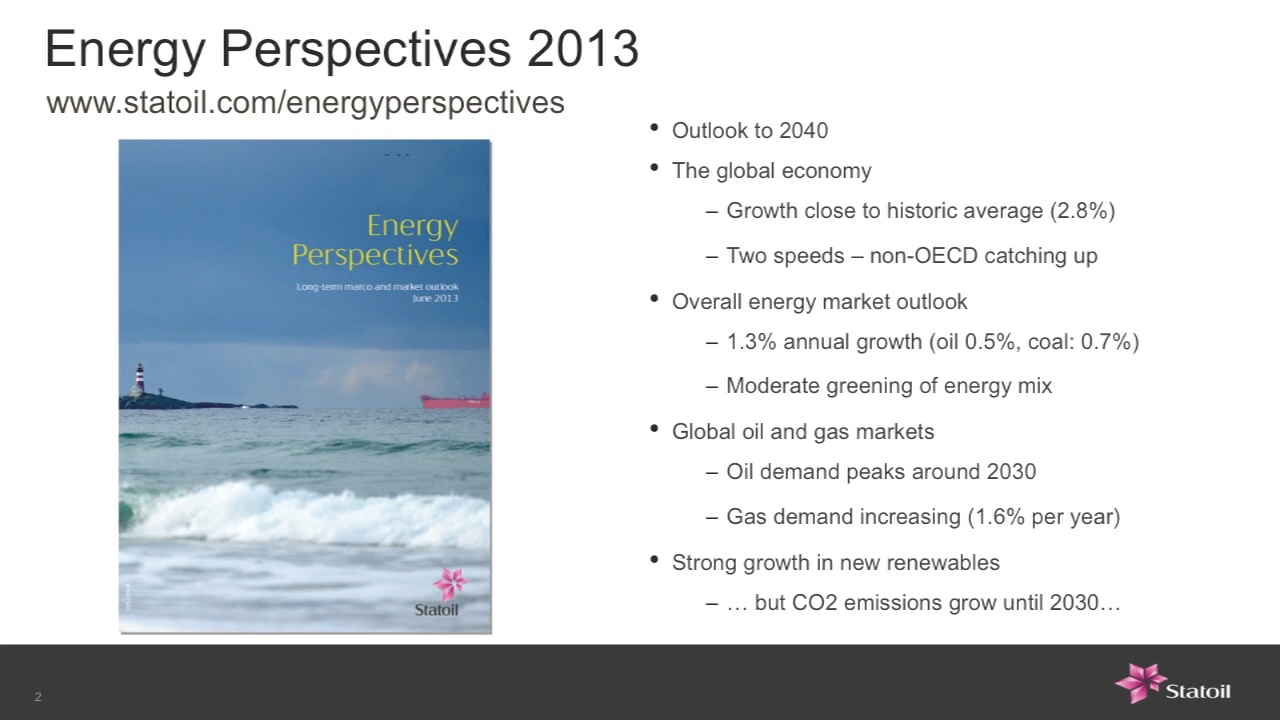 Energy Perspectives 2013
www.statoil.com/energyperspectives
Energy
Perspectives
Long-term marco and market outlook
June 2013
Statoil
• Outlook to 2040
• The global economy
– Growth close to historic average (2.8%)
– Two speeds – non-OECD catching up
• Overall energy market outlook
– 1.3% annual growth (oil 0.5%, coal: 0.7%)
– Moderate greening of energy mix
• Global oil and gas markets
– Oil demand peaks around 2030
– Gas demand increasing (1.6% per year)
• Strong growth in new renewables
– … but CO2 emissions grow until 2030…
2
Statoil